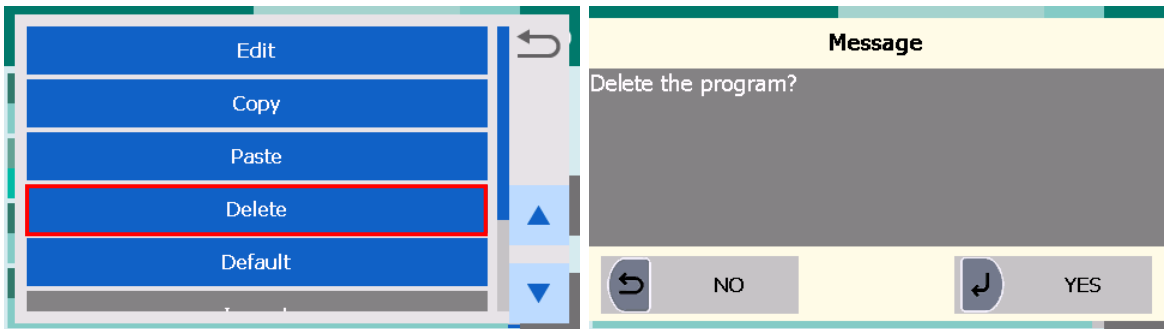 Edit
Copy
Paste
Delete
Default
Message
Delete the program?
NO
YES